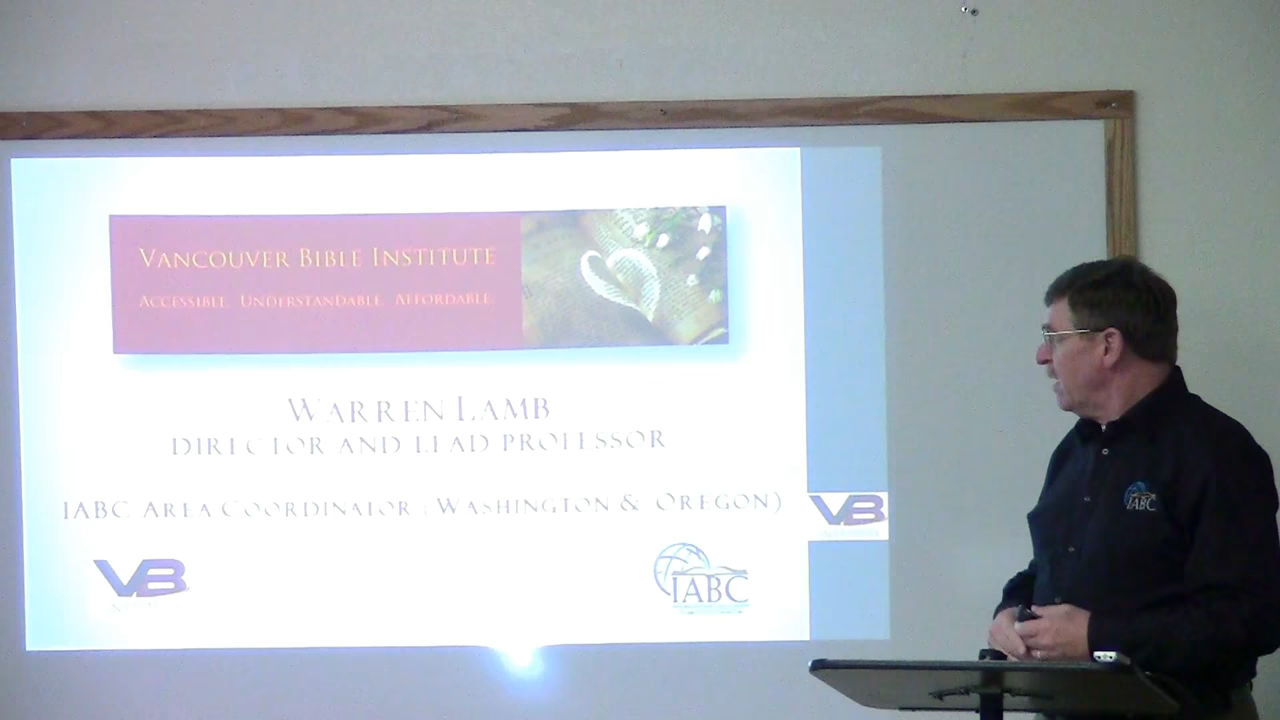 VANCOUVER BIBLE INSTITUTE
ACCESSIBLE. UNDERSTANDABLE. AFFORDABLE.
WARREN LAMB
DIRECTOR AND LEAD PROFESSOR
IABC AREA COORDINATOR : WASHINGTON & OREGON)
VB
VB
IABC
IABC